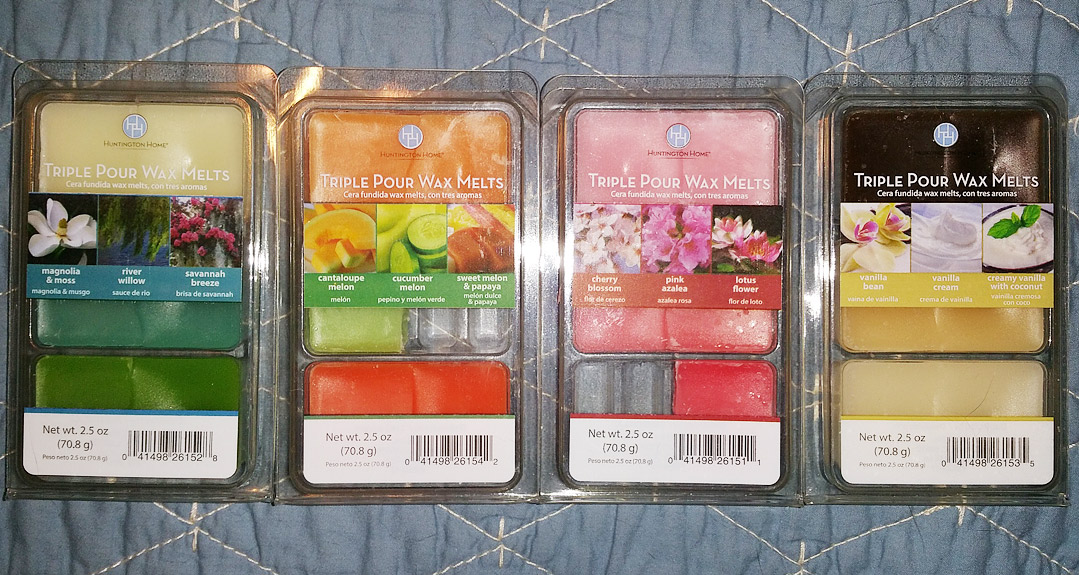 HUNTINGTON HOME™
TRIPLE POUR WAX MELTS
Cera fundida wax melts, con tres aromas
magnolia & moss
magnolia & musgo
river willow
sauce de río
savannah breeze
brisa de savannah
Net wt. 2.5 oz
(70.8 g)
Peso neto 2.5 oz (70.8 g)
0 41498 26152 8
HUNTINGTON HOME™
TRIPLE POUR WAX MELTS
Cera fundida wax melts, con tres aromas
cantaloupe melon
melón
cucumber melon
pepino y melón verde
sweet melon & papaya
melón dulce & papaya
Net wt. 2.5 oz
(70.8 g)
Peso neto 2.5 oz (70.8 g)
0 41498 26154 2
HUNTINGTON HOME™
TRIPLE POUR WAX MELTS
Cera fundida wax melts, con tres aromas
cherry blossom
flor de cerezo
pink azalea
azalea rosa
lotus flower
flor de loto
Net wt. 2.5 oz
(70.8 g)
Peso neto 2.5 oz (70.8 g)
0 41498 26151 1
TRIPLE POUR WAX MELTS
Cera fundida wax melts, con tres aromas
vanilla bean
vaina de vainilla
vanilla cream
crema de vainilla
creamy vanilla with coconut
vainilla cremosa con coco
Net wt. 2.5 oz
(70.8 g)
Peso neto 2.5 oz (70.8 g)
0 41498 26153 5